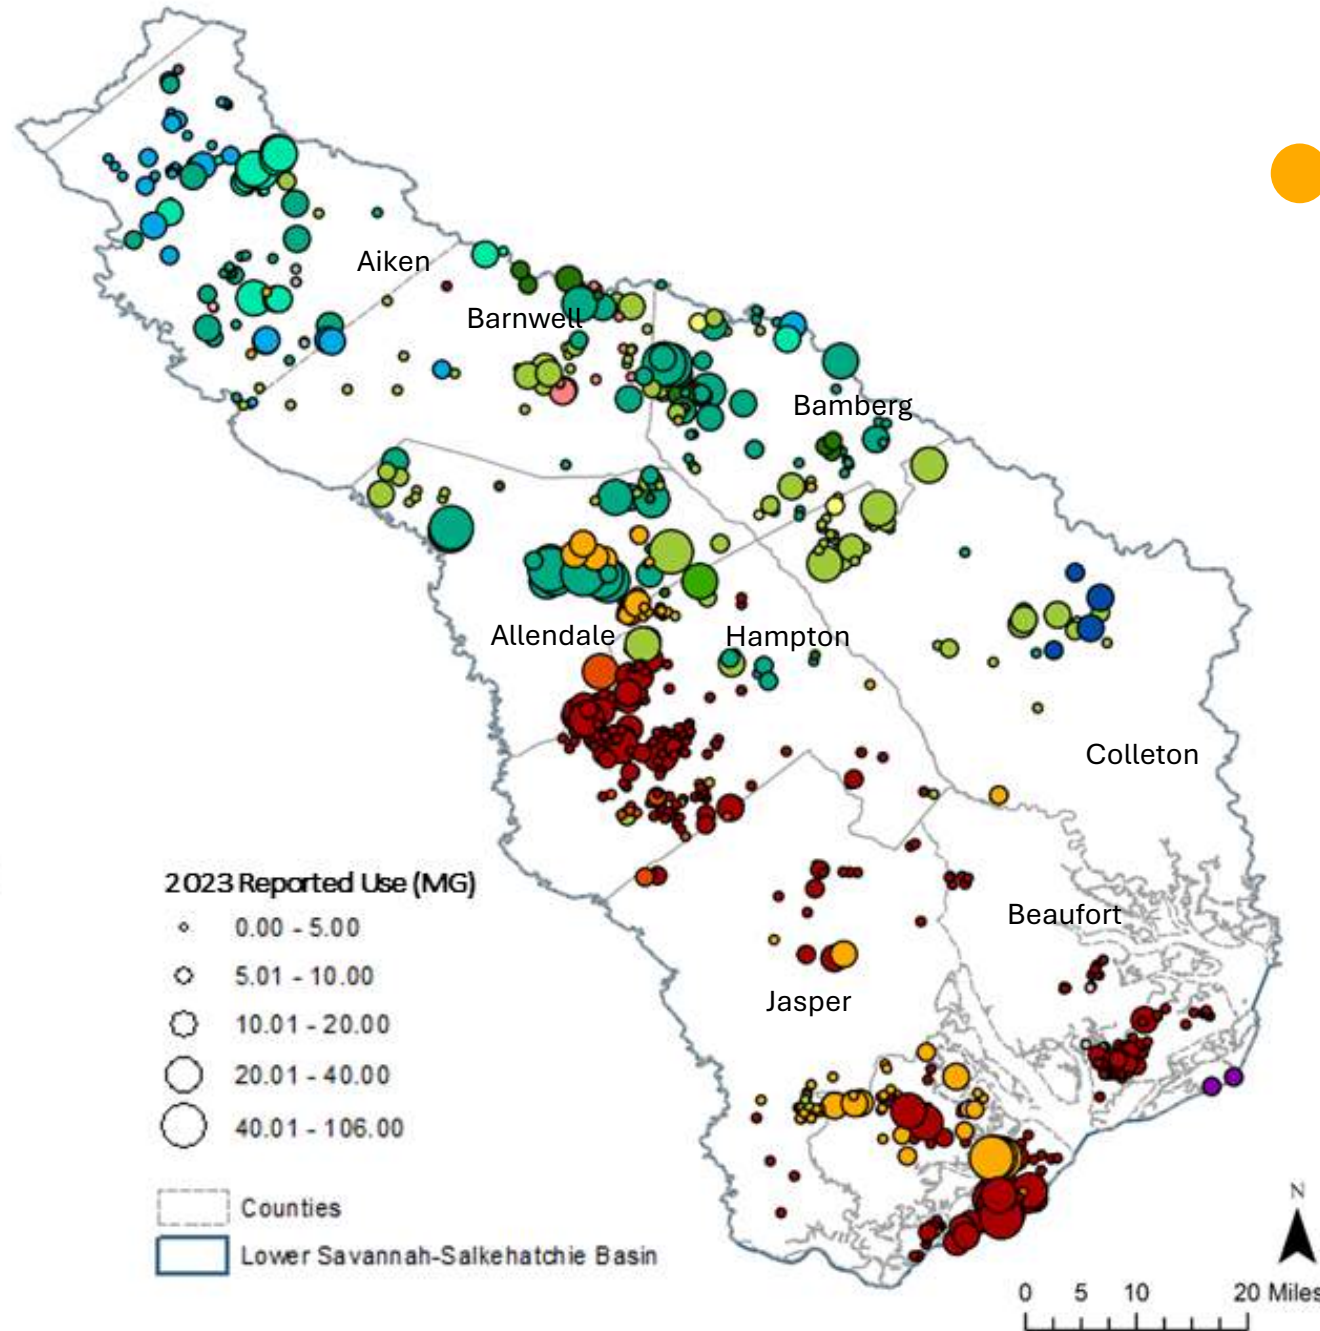 Aiken
Barnwell
Bamberg
Allendale
Hampton
Colleton
2023 Reported Use (MG)
0.00 - 5.00
5.01 - 10.00
10.01 - 20.00
20.01 - 40.00
40.01 - 106.00
Counties
Lower Savannah-Salkehatchie Basin
Beaufort
Jasper
N
0 5 10 20 Miles